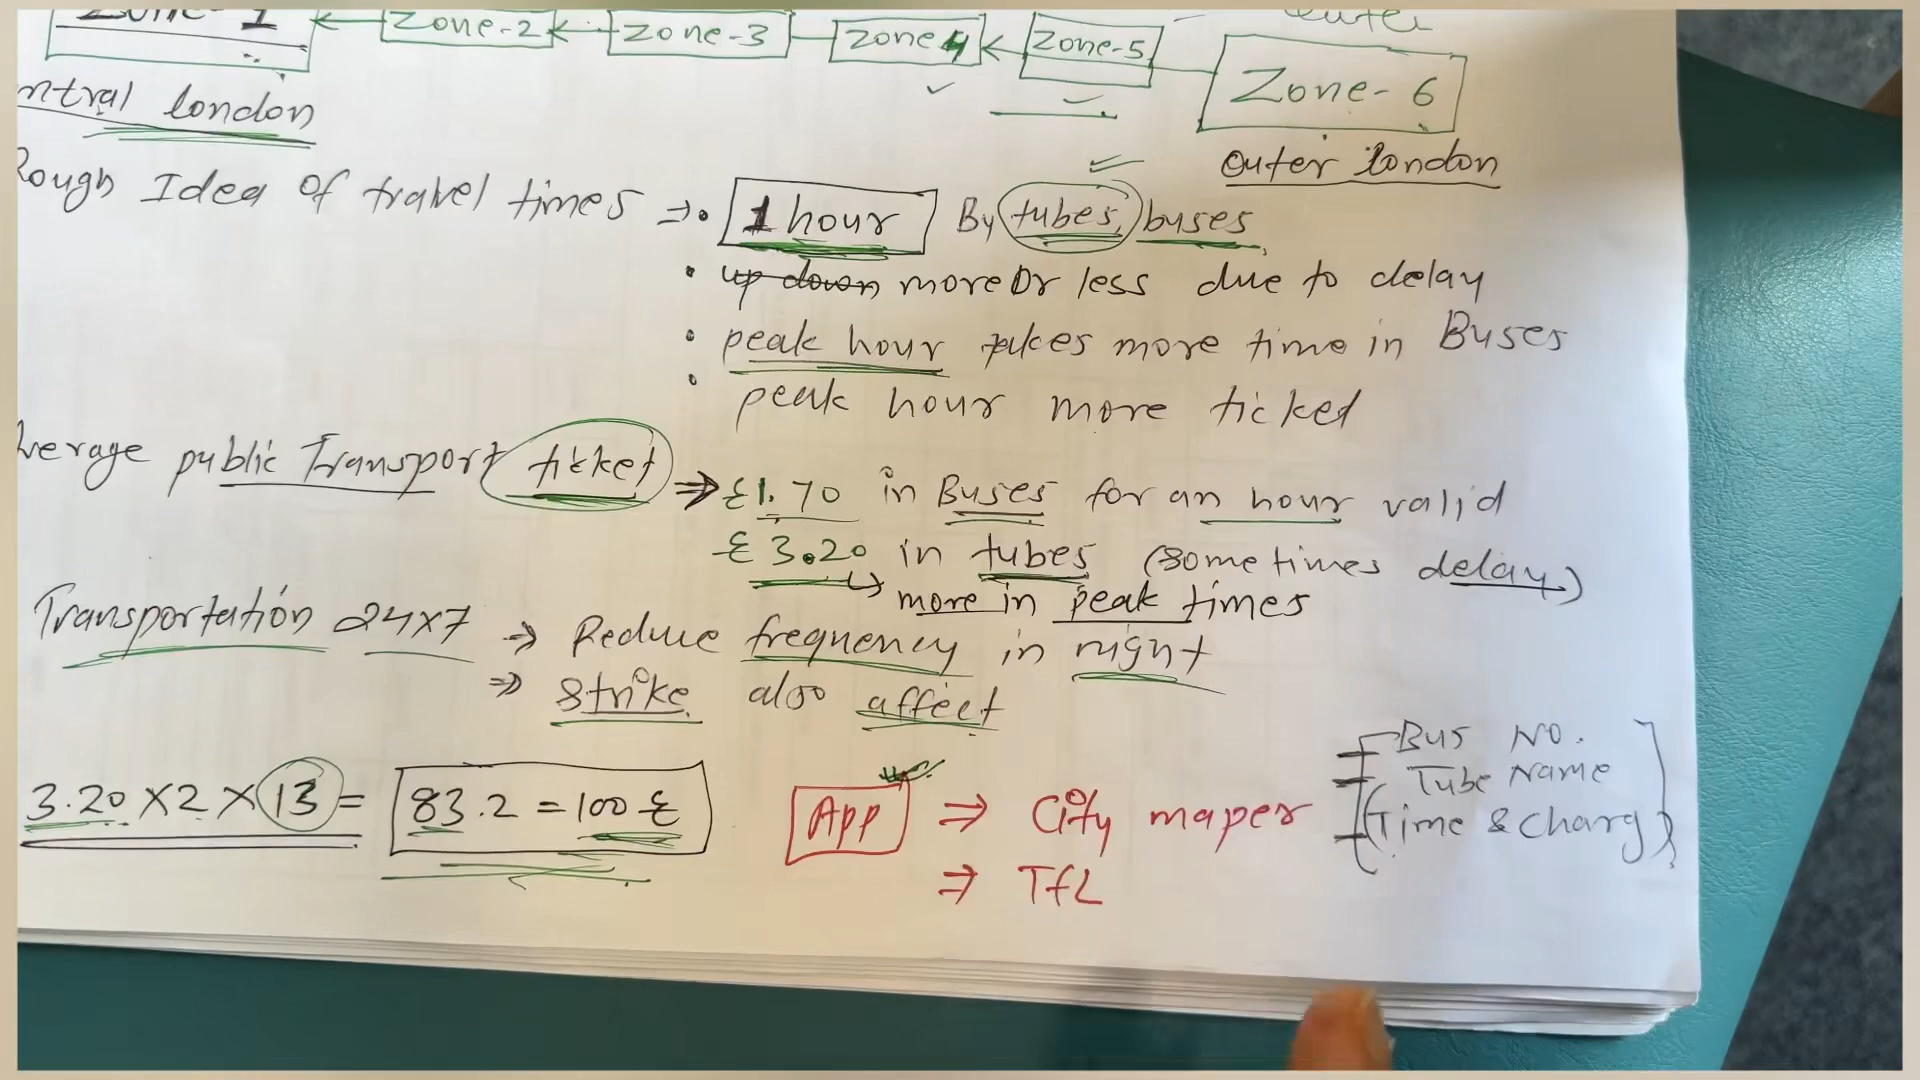 Zone-1 Zone-2 Zone-3 Zone 4 Zone-5 Outer
Zone-6
ntral london
Outer london
Rough Idea of travel times ⇒ • 1 hour By tubes, buses
• up down more or less due to delay
• peak hour takes more time in Buses
• peak hour more ticket
verage public Transport ticket ⇒ £1.70 in Buses for an hour valid
£3.20 in tubes (sometimes delay)
↳ more in peak times
Transportation 24x7 → Reduce frequency in night
⇒ strike also affect
3.20 x 2 x 13 = 83.2 = 100 £
App ⇒ City maper
⇒ TfL
Bus No.
Tube Name
(Time & Charg)